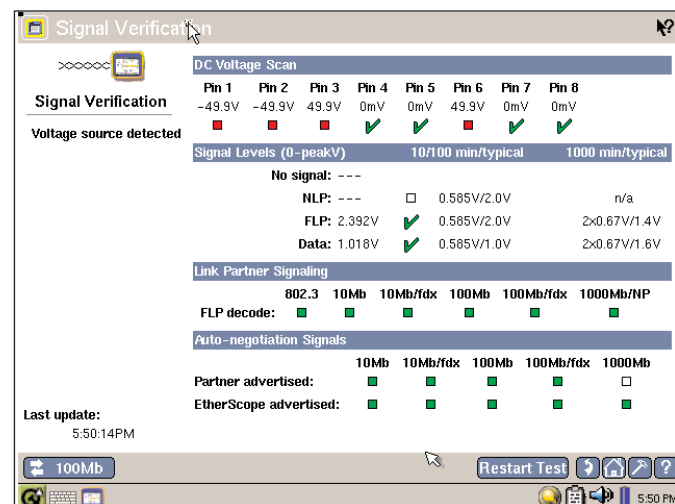 Signal Verification
Signal Verification
Voltage source detected
Last update:
5:50:14PM
DC Voltage Scan
Pin 1 Pin 2 Pin 3 Pin 4 Pin 5 Pin 6 Pin 7 Pin 8
-49.9V -49.9V 49.9V 0mV 0mV 49.9V 0mV 0mV
Signal Levels (0-peakV) 10/100 min/typical 1000 min/typical
No signal: ---
NLP: --- 0.585V/2.0V n/a
FLP: 2.392V 0.585V/2.0V 2x0.67V/1.4V
Data: 1.018V 0.585V/1.0V 2x0.67V/1.6V
Link Partner Signaling
802.3 10Mb 10Mb/fdx 100Mb 100Mb/fdx 1000Mb/NP
FLP decode:
Auto-negotiation Signals
10Mb 10Mb/fdx 100Mb 100Mb/fdx 1000Mb
Partner advertised:
EtherScope advertised:
100Mb Restart Test ?
5:50 PM